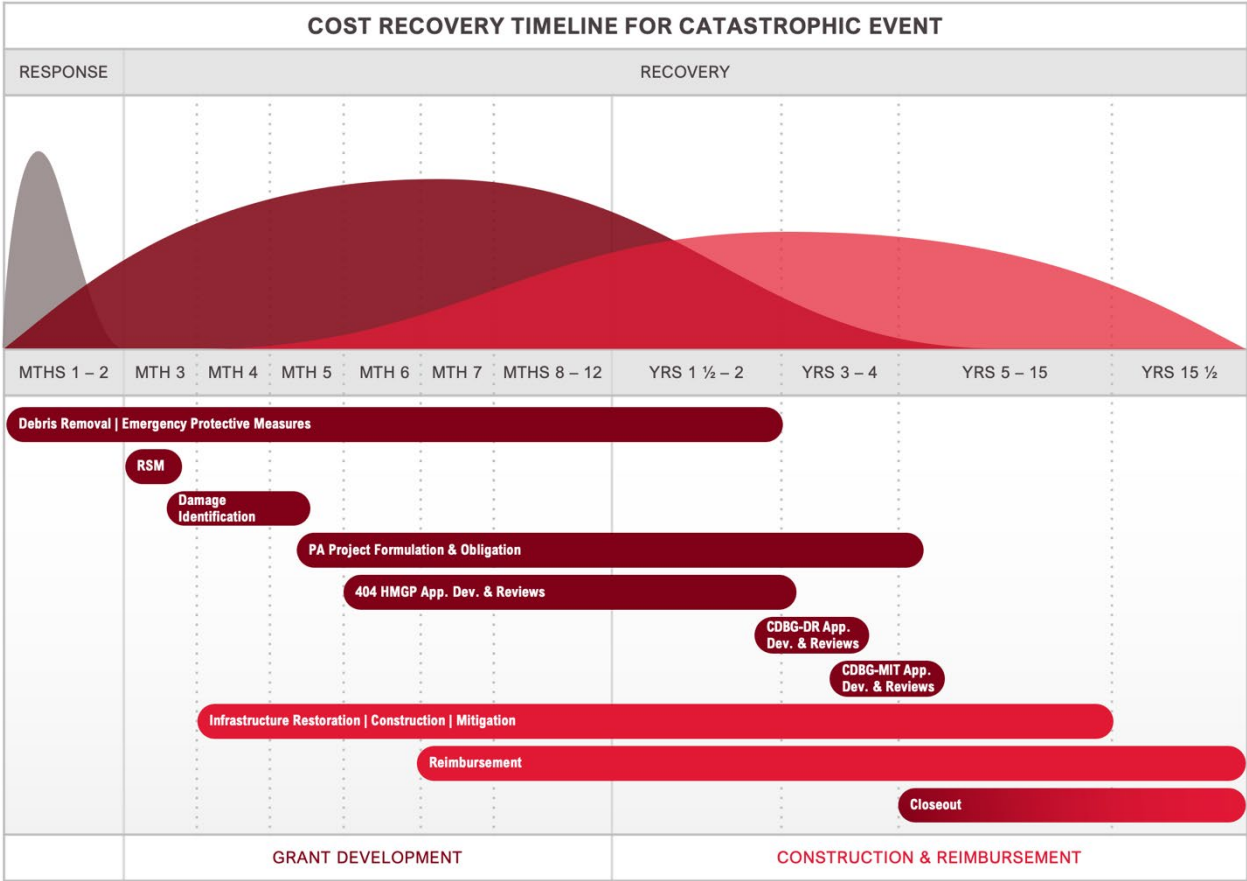 COST RECOVERY TIMELINE FOR CATASTROPHIC EVENT
RESPONSE
RECOVERY
MTHS 1 – 2
MTH 3
MTH 4
MTH 5
MTH 6
MTH 7
MTHS 8 – 12
YRS 1 ½ – 2
YRS 3 – 4
YRS 5 – 15
YRS 15 ½
Debris Removal | Emergency Protective Measures
RSM
Damage
Identification
PA Project Formulation & Obligation
404 HMGP App. Dev. & Reviews
CDBG-DR App.
Dev. & Reviews
CDBG-MIT App.
Dev. & Reviews
Infrastructure Restoration | Construction | Mitigation
Reimbursement
Closeout
GRANT DEVELOPMENT
CONSTRUCTION & REIMBURSEMENT